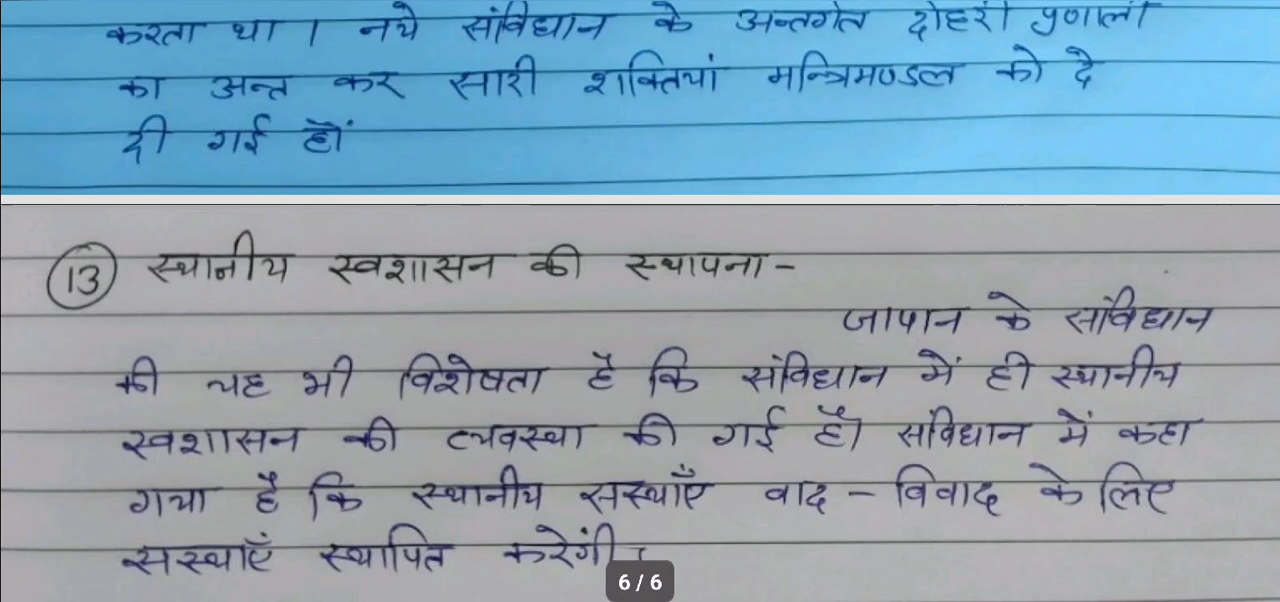 करता था । नये संविधान के अन्तर्गत दोहरी प्रणाली
का अन्त कर सारी शक्तियां मन्त्रिमण्डल को दे
दी गई हैं
13 स्थानीय स्वशासन की स्थापना -
जापान के संविधान
की यह भी विशेषता है कि संविधान में ही स्थानीय
स्वशासन की व्यवस्था की गई है। संविधान में कहा
गया है कि स्थानीय संस्थाएँ वाद - विवाद के लिए
संस्थाएँ स्थापित करेंगी ।
6 / 6